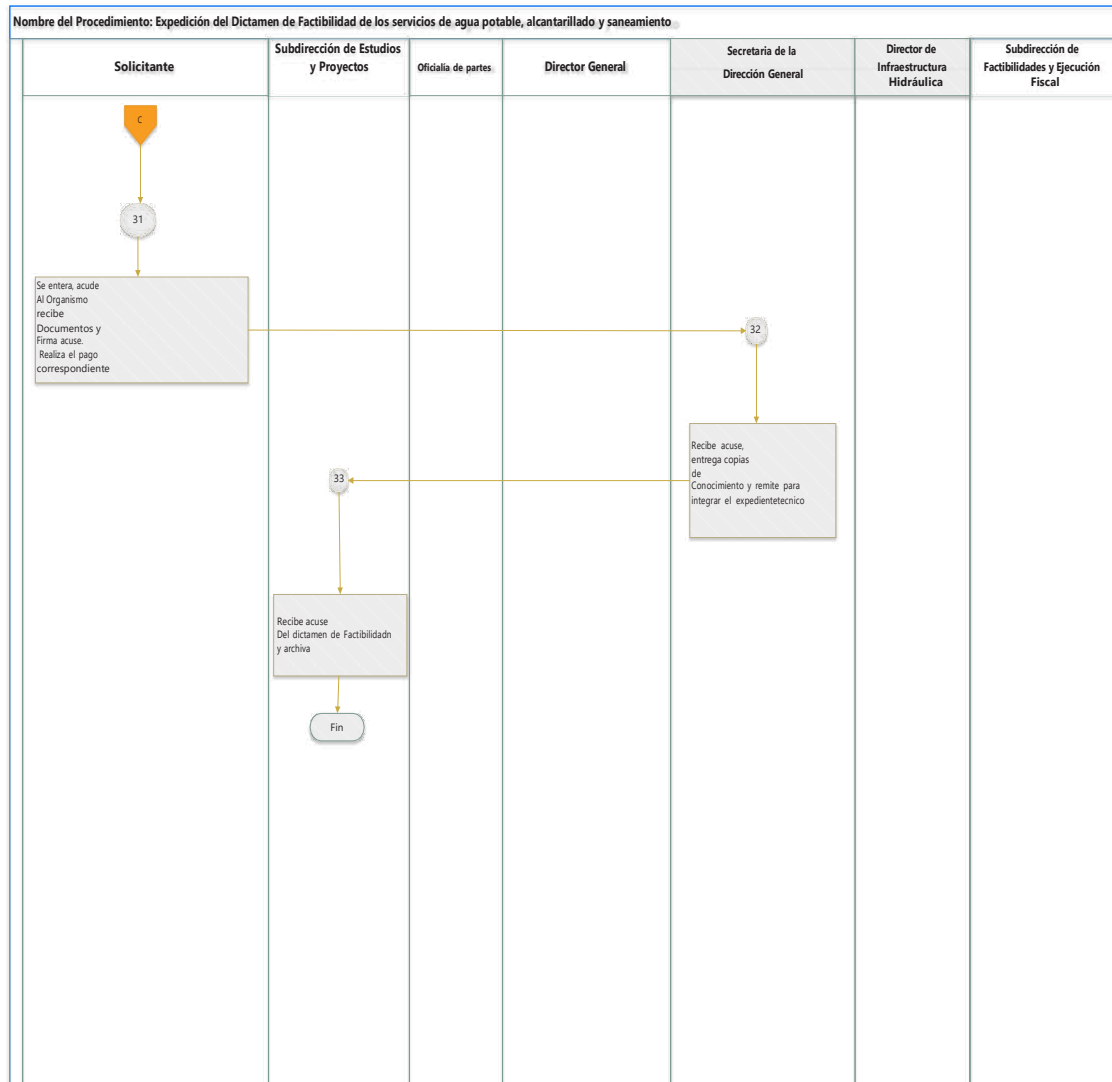 Nombre del Procedimiento: Expedición del Dictamen de Factibilidad de los servicios de agua potable, alcantarillado y saneamiento
Solicitante
Subdirección de Estudios
y Proyectos
Oficialía de partes
Director General
Secretaria de la
Dirección General
Director de
Infraestructura
Hidráulica
Subdirección de
Factibilidades y Ejecución
Fiscal
C
31
Se entera, acude
Al Organismo
recibe
Documentos y
Firma acuse.
Realiza el pago
correspondiente
32
Recibe acuse,
entrega copias
de
Conocimiento y remite para
integrar el expedientetecnico
33
Recibe acuse
Del dictamen de Factibilidadn
y archiva
Fin